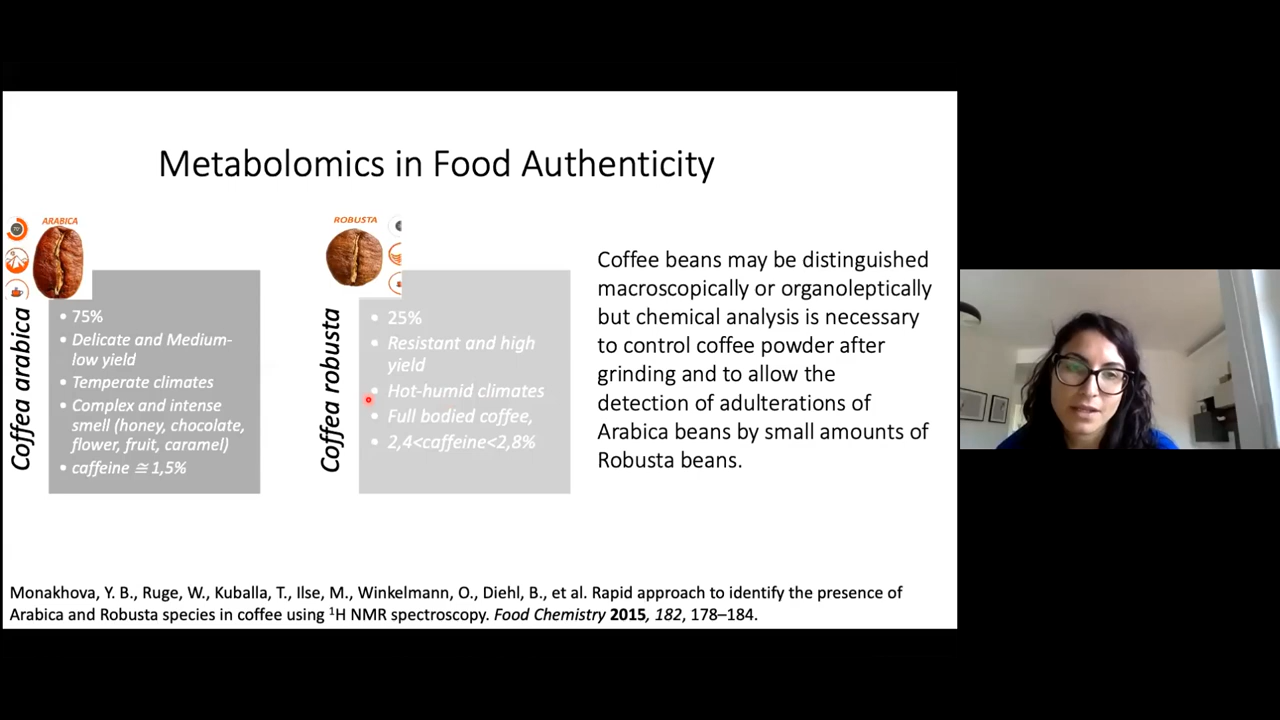 Metabolomics in Food Authenticity
ARABICA
Coffea arabica
• 75%
• Delicate and Medium-
low yield
• Temperate climates
• Complex and intense
smell (honey, chocolate,
flower, fruit, caramel)
• caffeine ≅ 1,5%
ROBUSTA
Coffea robusta
• 25%
• Resistant and high
yield
• Hot-humid climates
• Full bodied coffee,
• 2,4<caffeine<2,8%
Coffee beans may be distinguished
macroscopically or organoleptically
but chemical analysis is necessary
to control coffee powder after
grinding and to allow the
detection of adulterations of
Arabica beans by small amounts of
Robusta beans.
Monakhova, Y. B., Ruge, W., Kuballa, T., Ilse, M., Winkelmann, O., Diehl, B., et al. Rapid approach to identify the presence of
Arabica and Robusta species in coffee using ¹H NMR spectroscopy. Food Chemistry 2015, 182, 178–184.